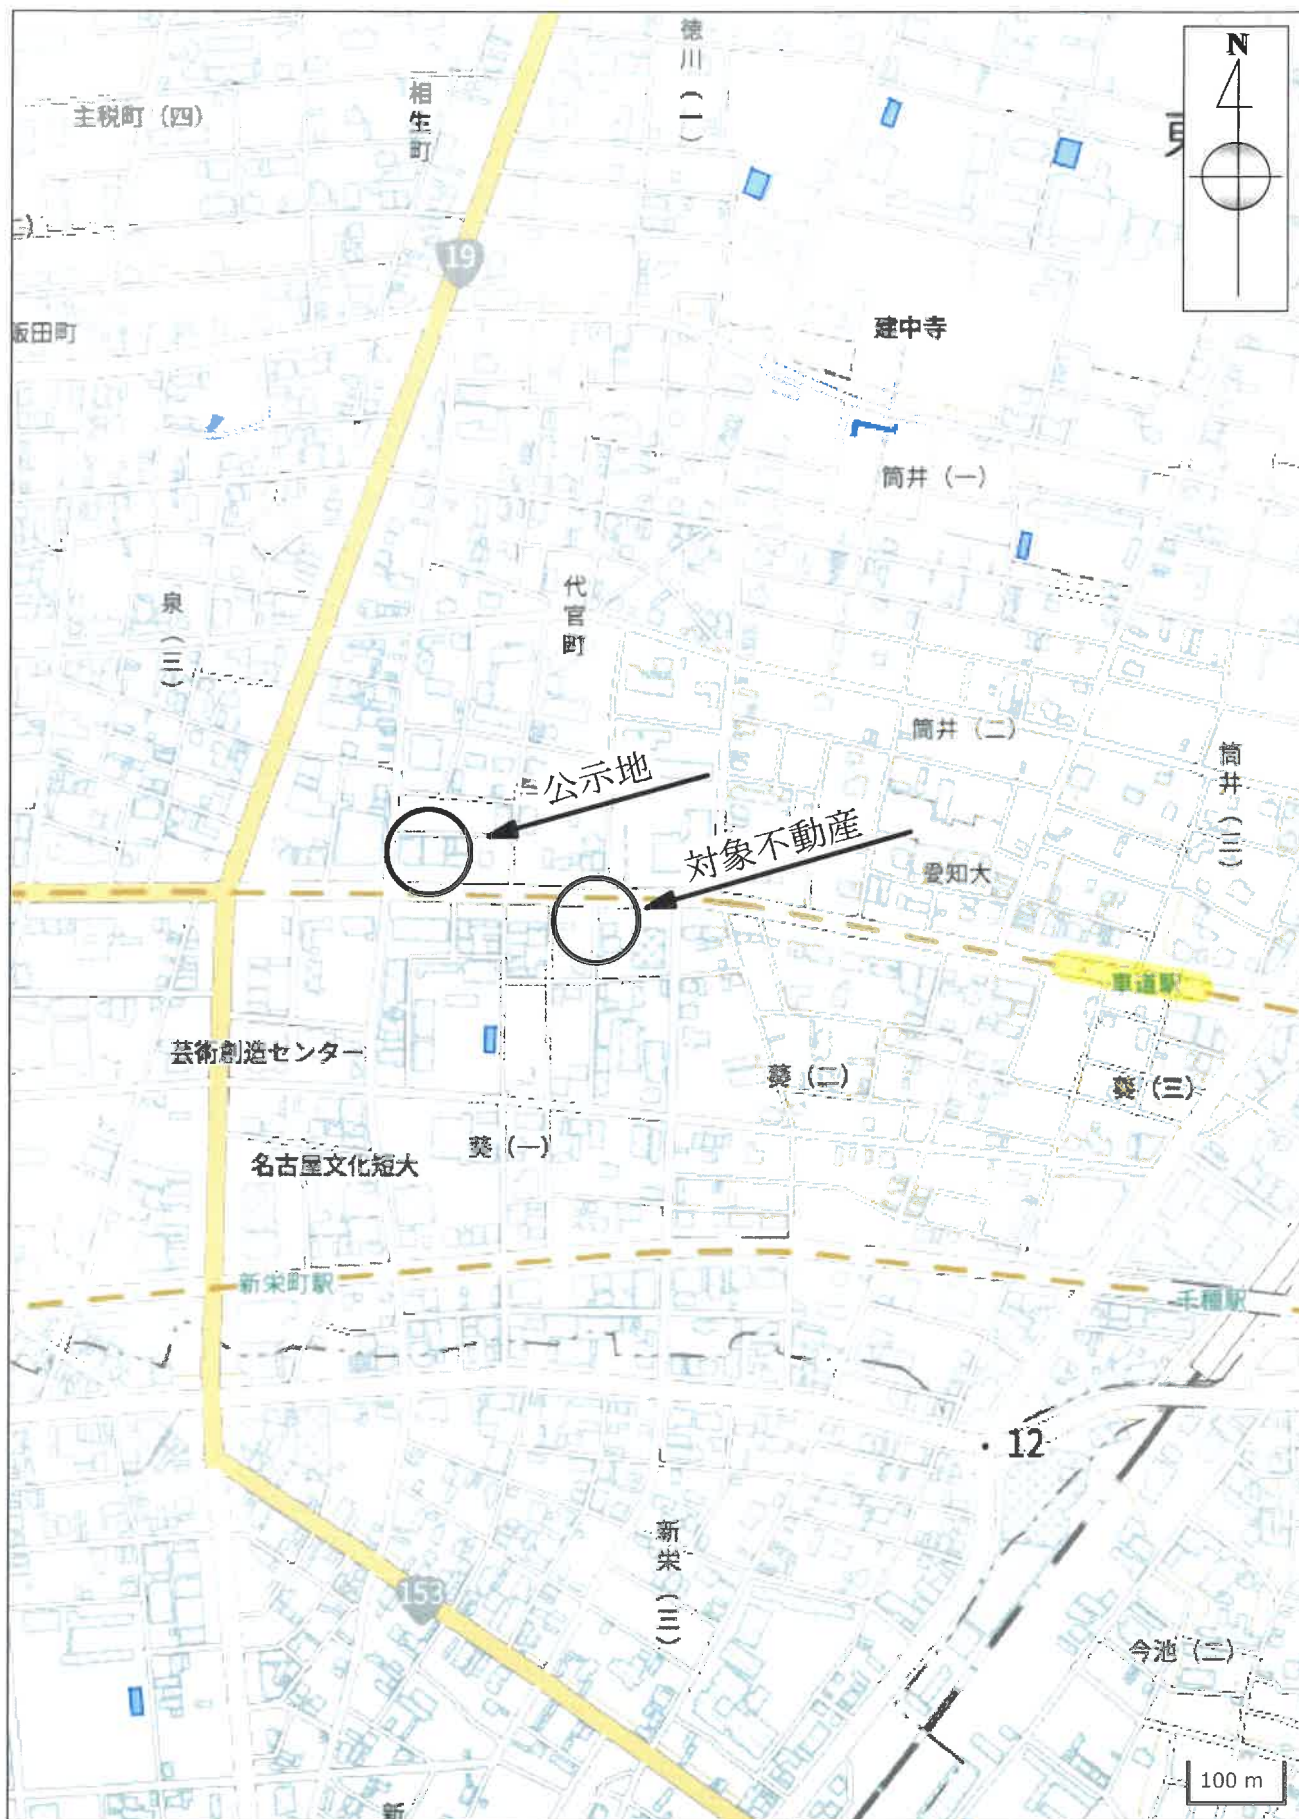 徳川（一）
N
主税町（四）
相生町
東
二）
19
飯田町
建中寺
筒井（一）
代官町
泉（三）
筒井（二）
筒井（三）
公示地
対象不動産
愛知大
車道駅
芸術創造センター
葵（二）
葵（三）
葵（一）
名古屋文化短大
新栄町駅
千種駅
12
新栄（三）
153
今池（二）
100 m
新